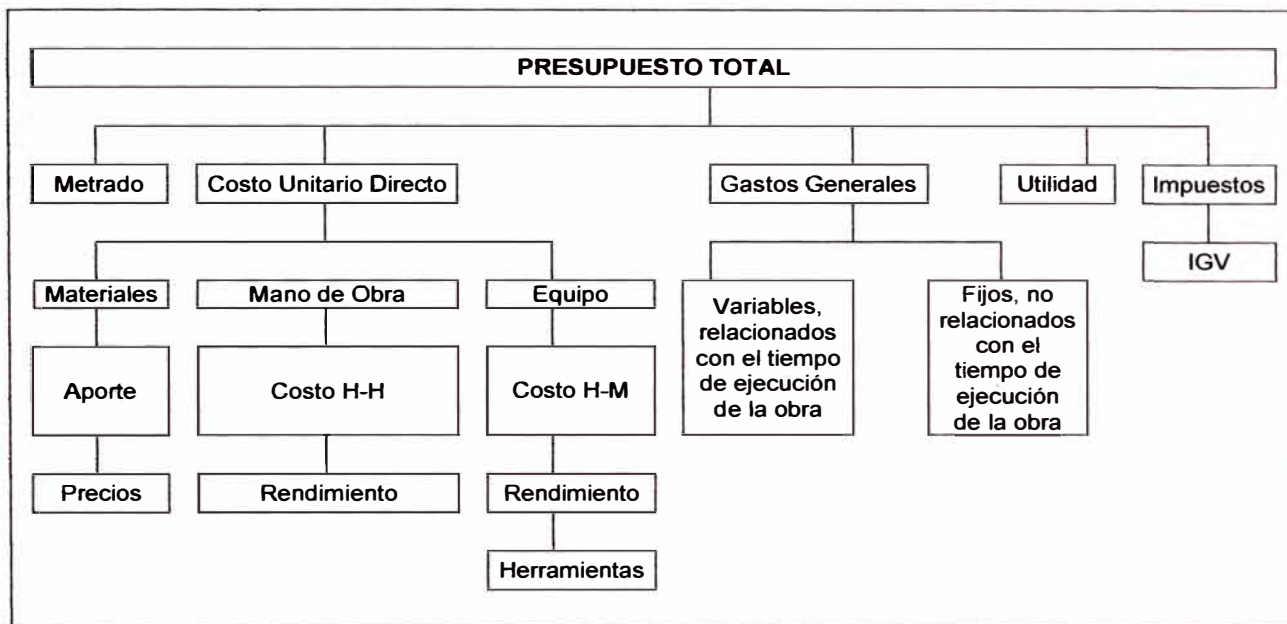 PRESUPUESTO TOTAL
Metrado
Costo Unitario Directo
Gastos Generales
Utilidad
Impuestos
IGV
Materiales
Mano de Obra
Equipo
Variables,
relacionados
con el tiempo
de ejecución
de la obra
Fijos, no
relacionados
con el
tiempo de
ejecución
de la obra
Aporte
Costo H-H
Costo H-M
Precios
Rendimiento
Rendimiento
Herramientas